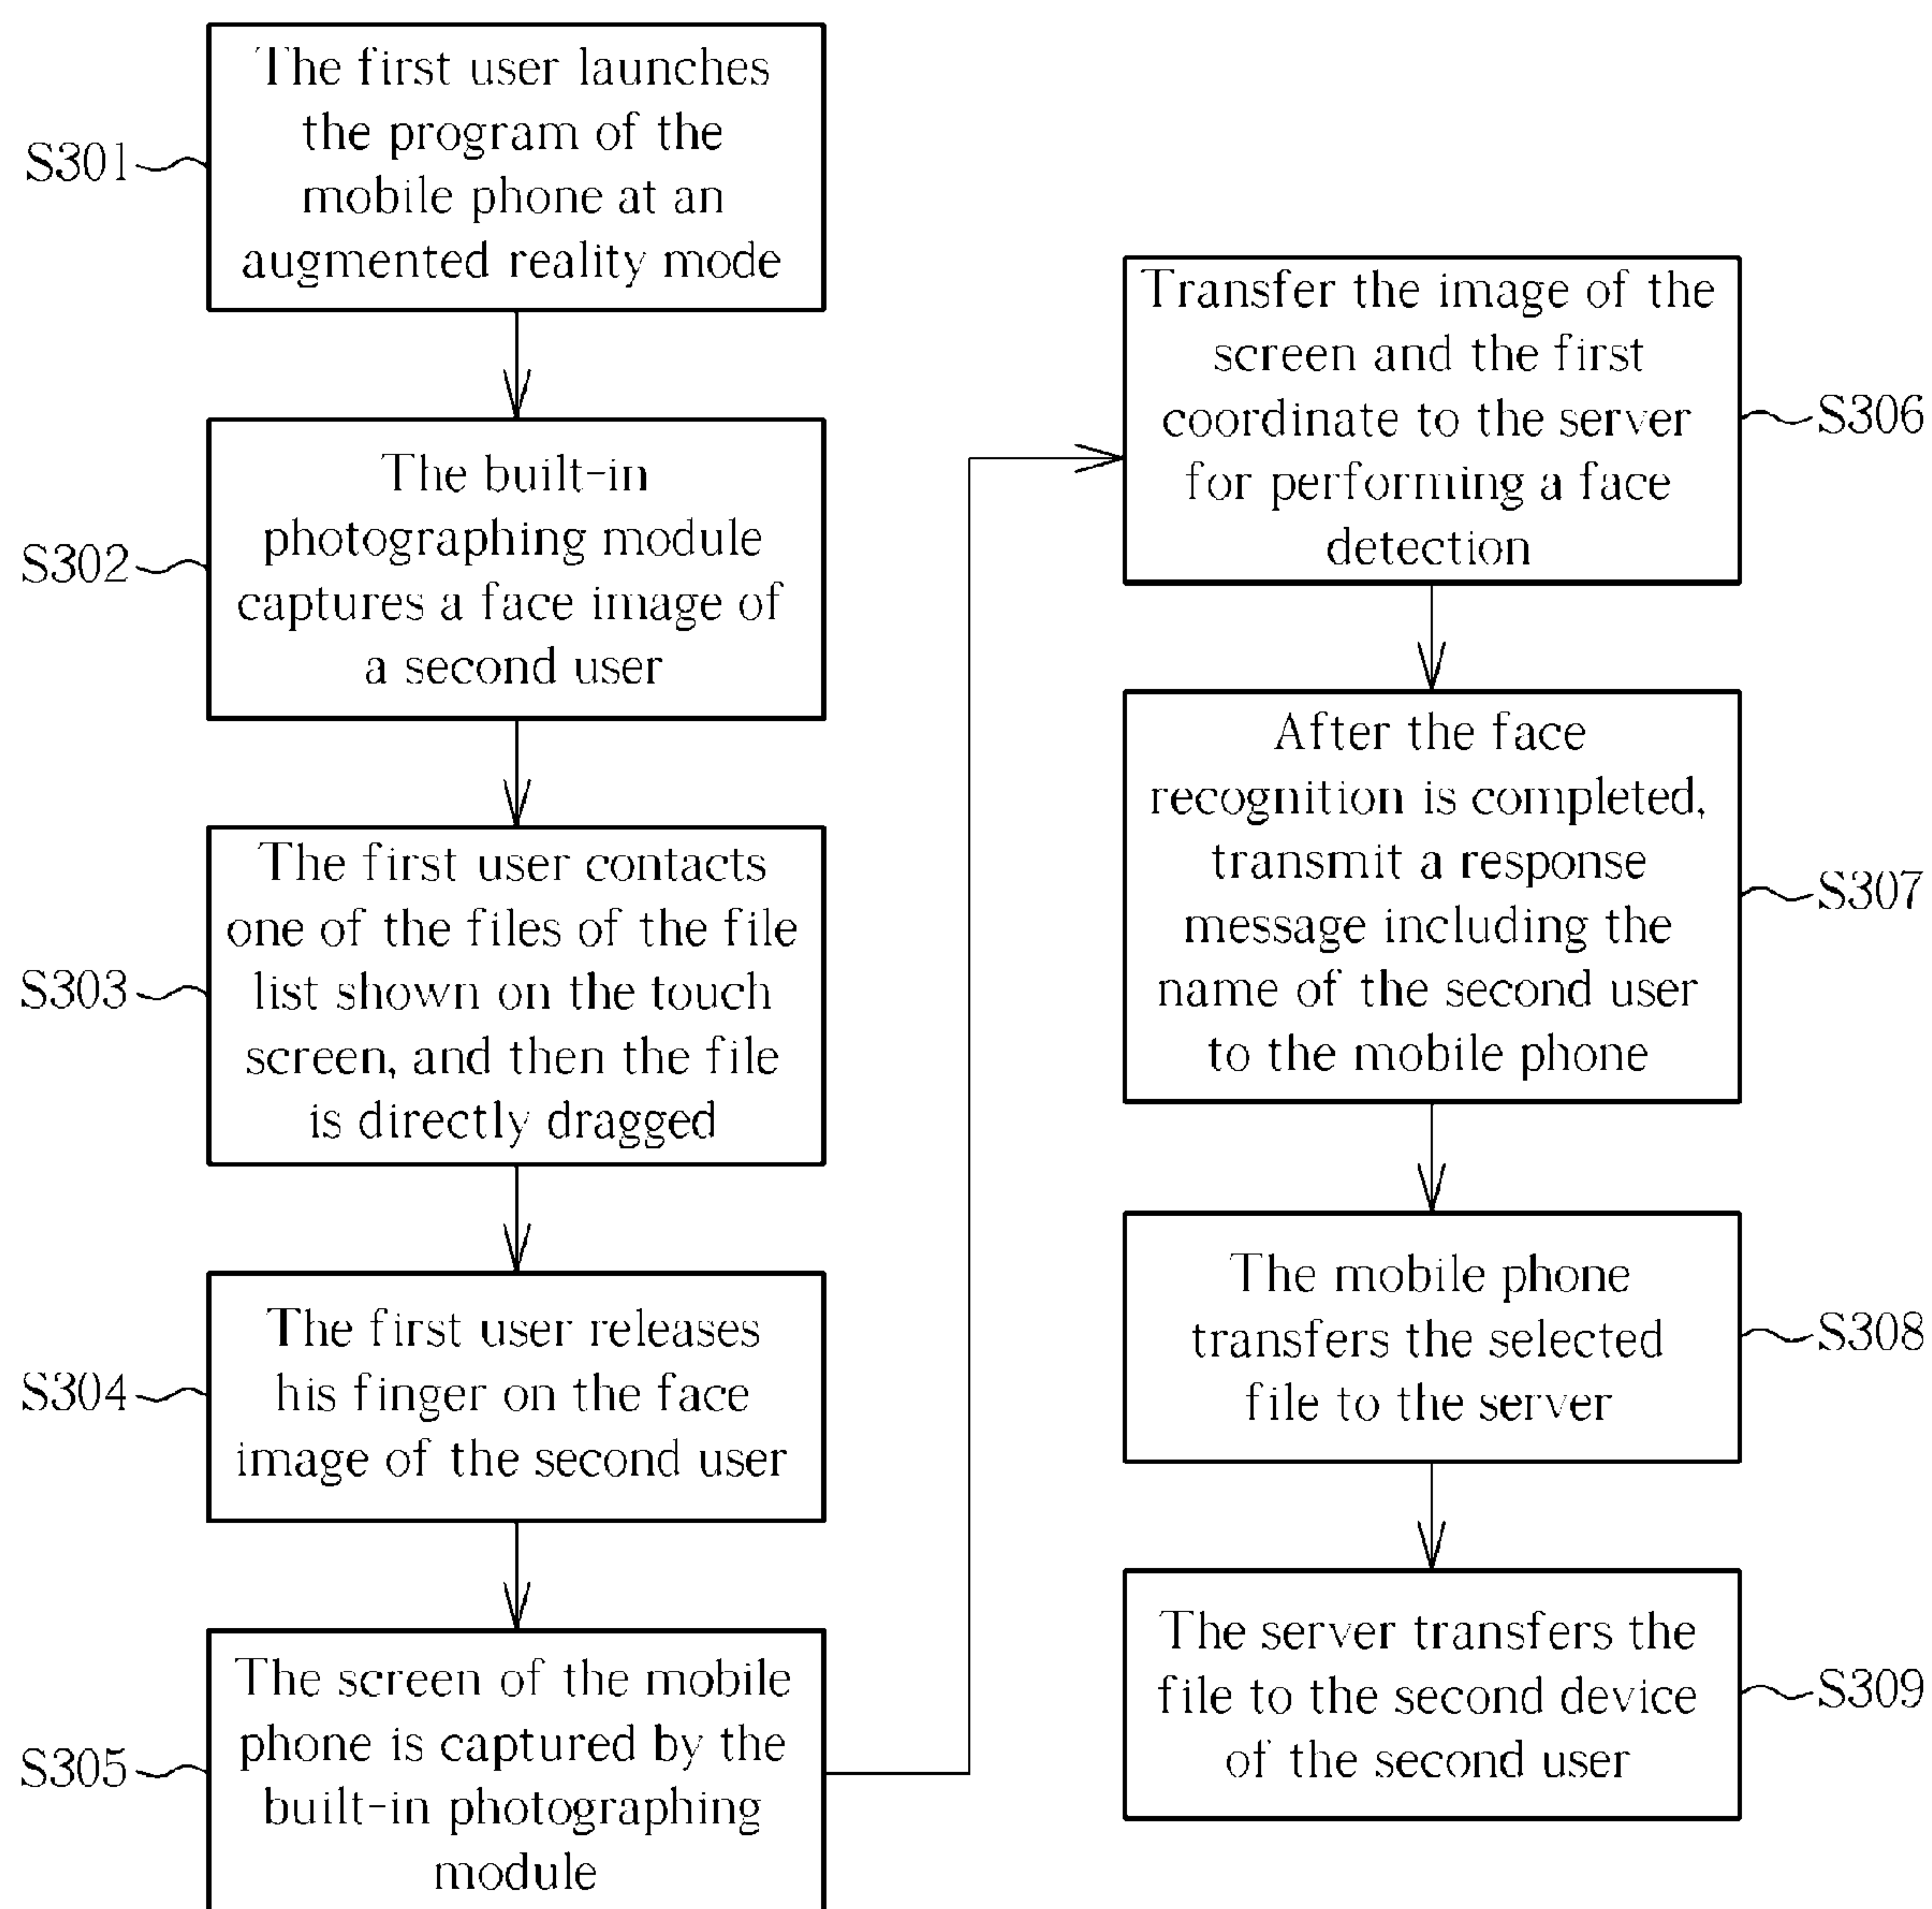 S301
The first user launches
the program of the
mobile phone at an
augmented reality mode
S302
The built-in
photographing module
captures a face image of
a second user
S303
The first user contacts
one of the files of the file
list shown on the touch
screen, and then the file
is directly dragged
S304
The first user releases
his finger on the face
image of the second user
S305
The screen of the mobile
phone is captured by the
built-in photographing
module
Transfer the image of the
screen and the first
coordinate to the server
for performing a face
detection
S306
After the face
recognition is completed,
transmit a response
message including the
name of the second user
to the mobile phone
S307
The mobile phone
transfers the selected
file to the server
S308
The server transfers the
file to the second device
of the second user
S309